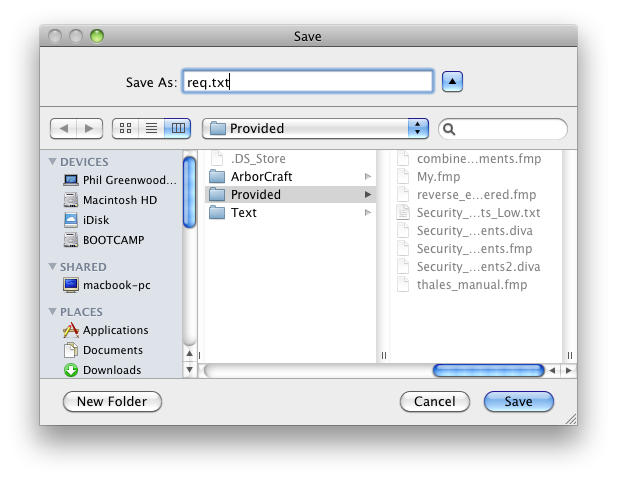 Save
Save As: req.txt
Provided
DEVICES
Phil Greenwood...
Macintosh HD
iDisk
BOOTCAMP
SHARED
macbook-pc
PLACES
Applications
Documents
Downloads
.DS_Store
ArborCraft
Provided
Text
combine...ments.fmp
My.fmp
reverse_e...ered.fmp
Security_...ts_Low.txt
Security_...ents.diva
Security_...ents.fmp
Security_...ents2.diva
thales_manual.fmp
New Folder
Cancel
Save